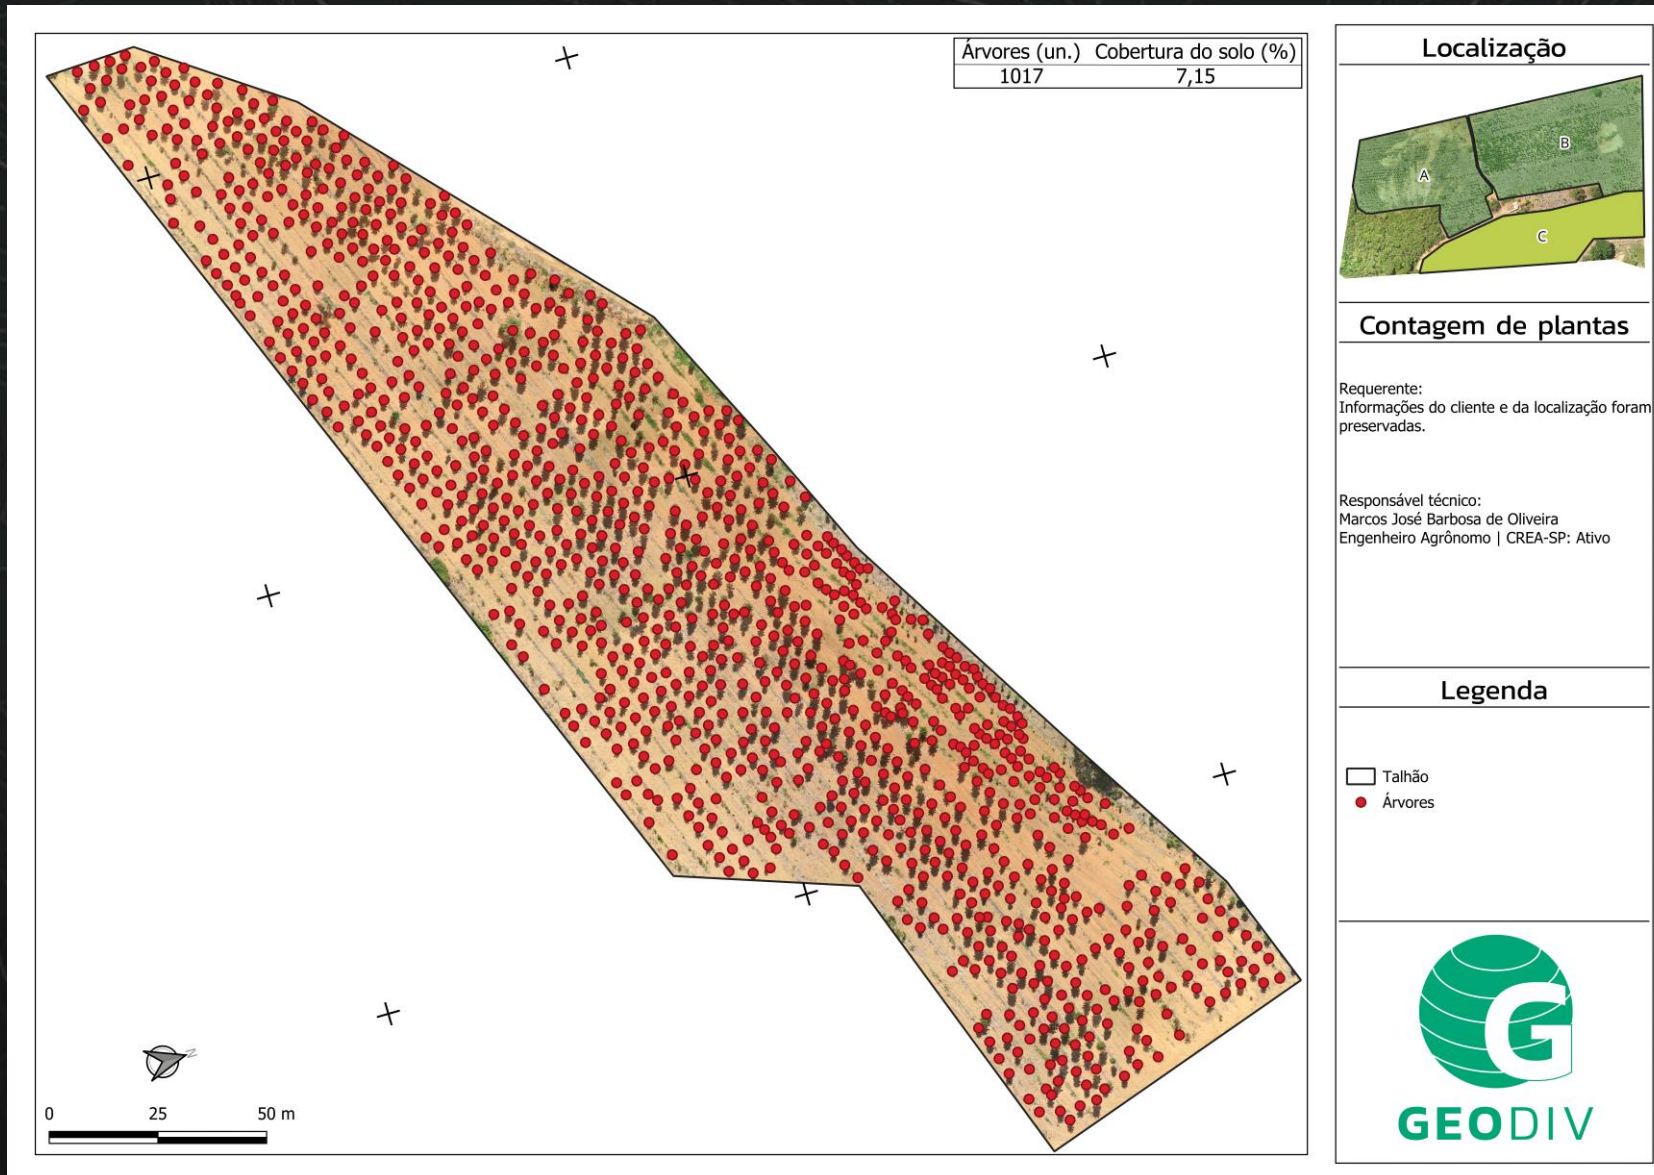 Árvores (un.) Cobertura do solo (%)
1017 7,15
N
0 25 50 m
Localização
A
B
C
Contagem de plantas
Requerente:
Informações do cliente e da localização foram
preservadas.
Responsável técnico:
Marcos José Barbosa de Oliveira
Engenheiro Agrônomo | CREA-SP: Ativo
Legenda
Talhão
Árvores
G
GEODIV